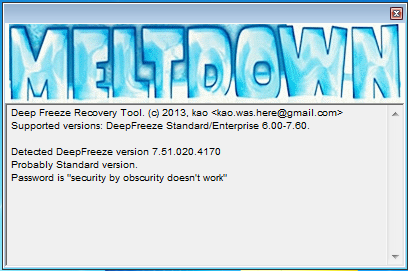 MELTDOWN
Deep Freeze Recovery Tool. (c) 2013, kao <kao.was.here@gmail.com>
Supported versions: DeepFreeze Standard/Enterprise 6.00-7.60.
Detected DeepFreeze version 7.51.020.4170
Probably Standard version.
Password is "security by obscurity doesn't work"